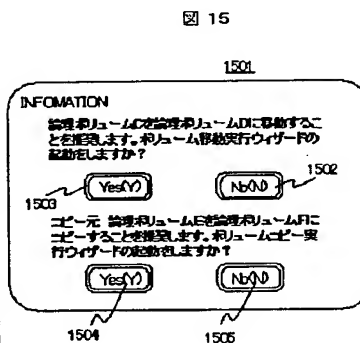 図 15
1501
INFOMATION
論理ボリュームCを論理ボリュームDに移動するこ
とを推奨します。ボリューム移動実行ウィザードの
起動をしますか？
Yes(Y) No(N)
1503 1502
コピー元 論理ボリュームEを論理ボリュームFに
コピーすることを推奨します。ボリュームコピー実
行ウィザードの起動をしますか？
Yes(Y) No(N)
1504 1505